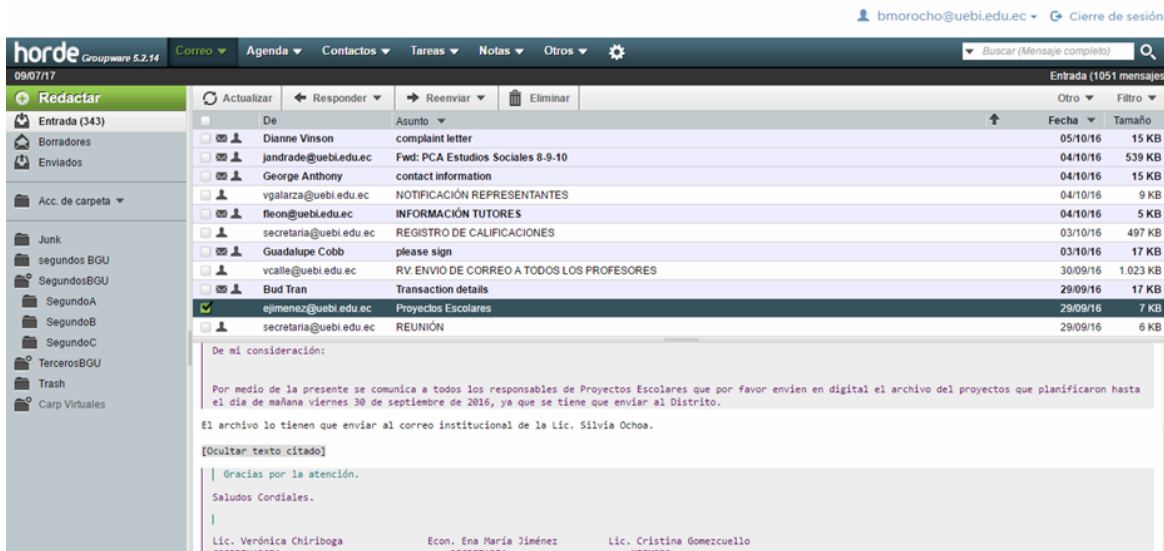 bmorocho@uebi.edu.ec Cierre de sesión
horde Groupware 5.2.14 Correo Agenda Contactos Tareas Notas Otros Buscar (Mensaje completo)
09/07/17 Entrada (1051 mensajes
Redactar Actualizar Responder Reenviar Eliminar Otro Filtro
Entrada (343)
Borradores
Enviados
Acc. de carpeta
Junk
segundos BGU
SegundosBGU
SegundoA
SegundoB
SegundoC
TercerosBGU
Trash
Carp Virtuales
De Asunto Fecha Tamaño
Dianne Vinson complaint letter 05/10/16 15 KB
jandrade@uebi.edu.ec Fwd: PCA Estudios Sociales 8-9-10 04/10/16 539 KB
George Anthony contact information 04/10/16 15 KB
vgalarza@uebi.edu.ec NOTIFICACIÓN REPRESENTANTES 04/10/16 9 KB
fleon@uebi.edu.ec INFORMACIÓN TUTORES 04/10/16 5 KB
secretaria@uebi.edu.ec REGISTRO DE CALIFICACIONES 03/10/16 497 KB
Guadalupe Cobb please sign 03/10/16 17 KB
vcalle@uebi.edu.ec RV: ENVIO DE CORREO A TODOS LOS PROFESORES 30/09/16 1.023 KB
Bud Tran Transaction details 29/09/16 17 KB
ejimenez@uebi.edu.ec Proyectos Escolares 29/09/16 7 KB
secretaria@uebi.edu.ec REUNIÓN 29/09/16 6 KB
De mi consideración:
Por medio de la presente se comunica a todos los responsables de Proyectos Escolares que por favor envien en digital el archivo del proyectos que planificaron hasta
el dia de mañana viernes 30 de septiembre de 2016, ya que se tiene que enviar al Distrito.
El archivo lo tienen que enviar al correo institucional de la Lic. Silvia Ochoa.
[Ocultar texto citado]
Gracias por la atención.
Saludos Cordiales.
Lic. Verónica Chiriboga Econ. Ena María Jiménez Lic. Cristina Gomezcuello